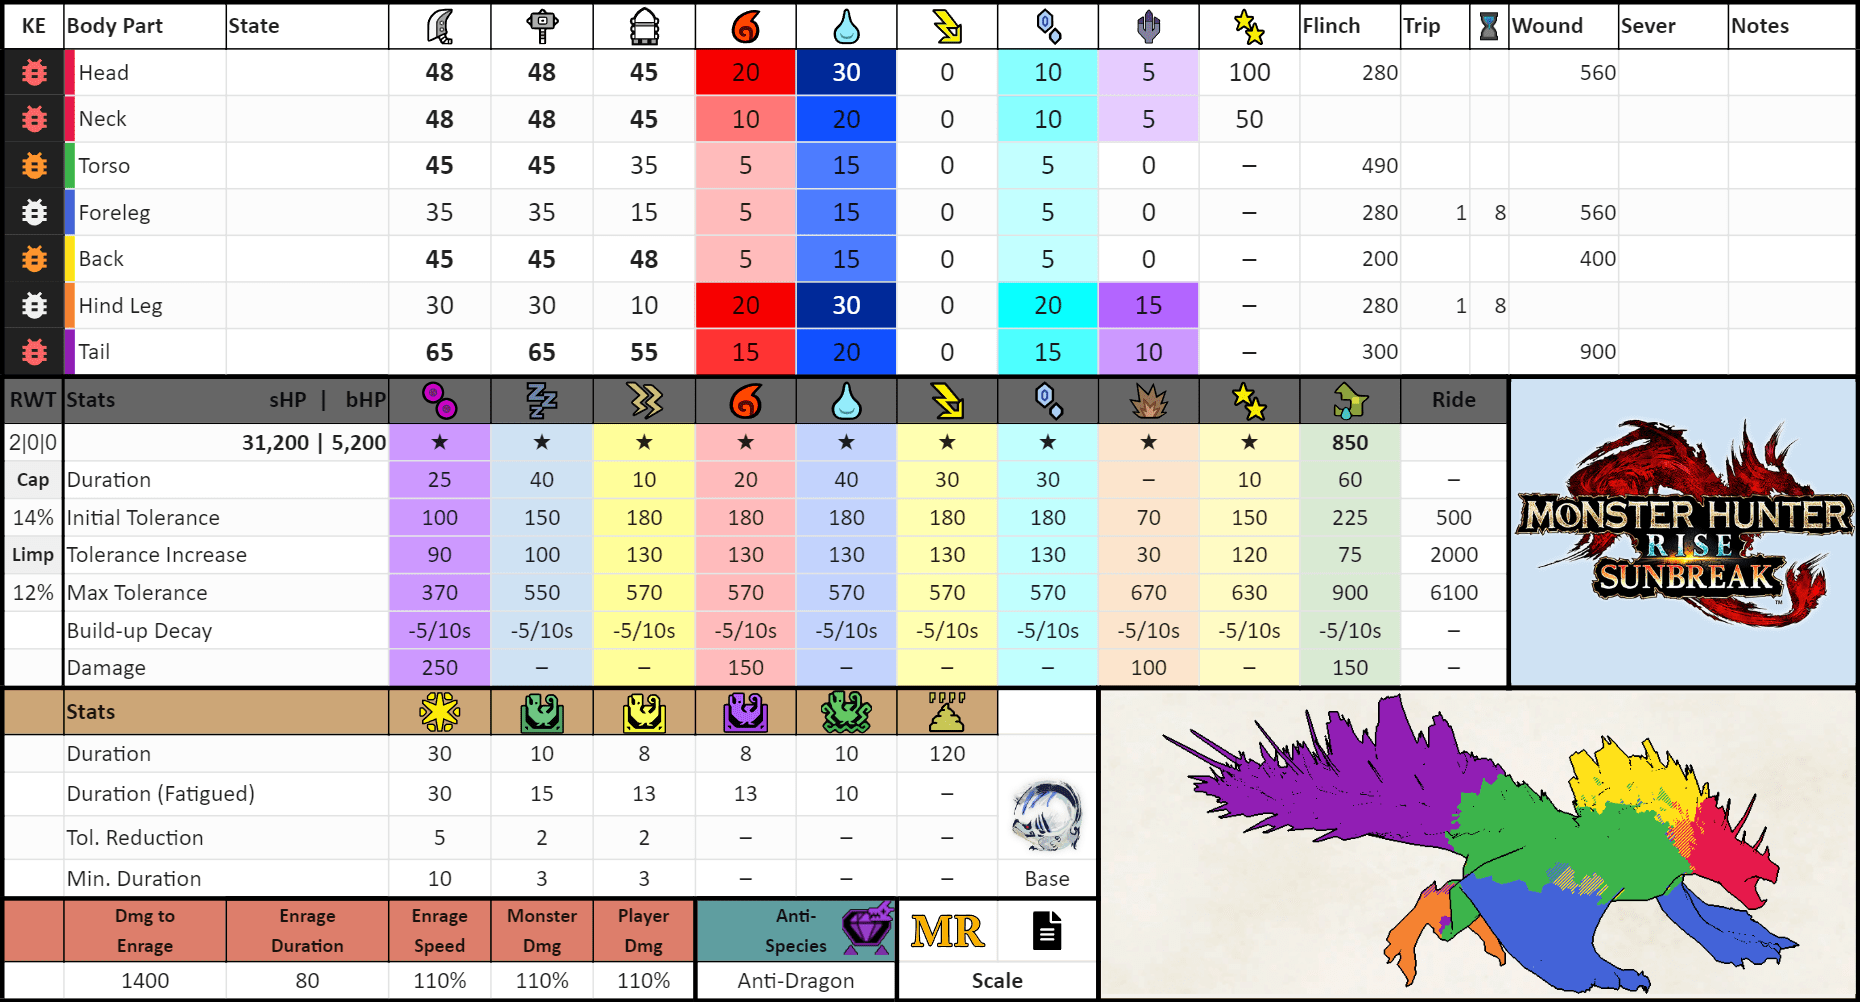 KE Body Part State Flinch Trip Wound Sever Notes
Head 48 48 45 20 30 0 10 5 100 280 560
Neck 48 48 45 10 20 0 10 5 50
Torso 45 45 35 5 15 0 5 0 – 490
Foreleg 35 35 15 5 15 0 5 0 – 280 1 8 560
Back 45 45 48 5 15 0 5 0 – 200 400
Hind Leg 30 30 10 20 30 0 20 15 – 280 1 8
Tail 65 65 55 15 20 0 15 10 – 300 900
RWT Stats sHP | bHP Ride
2|0|0 31,200 | 5,200 ★ ★ ★ ★ ★ ★ ★ ★ ★ 850
Cap Duration 25 40 10 20 40 30 30 – 10 60 –
14% Initial Tolerance 100 150 180 180 180 180 180 70 150 225 500
Limp Tolerance Increase 90 100 130 130 130 130 130 30 120 75 2000
12% Max Tolerance 370 550 570 570 570 570 570 670 630 900 6100
Build-up Decay -5/10s -5/10s -5/10s -5/10s -5/10s -5/10s -5/10s -5/10s -5/10s -5/10s –
Damage 250 – – 150 – – – 100 – 150 –
MONSTER HUNTER
RISE
SUNBREAK™
Stats
Duration 30 10 8 8 10 120
Duration (Fatigued) 30 15 13 13 10 –
Tol. Reduction 5 2 2 – – –
Min. Duration 10 3 3 – – – Base
Dmg to Enrage Enrage Monster Player Anti-
Enrage Duration Speed Dmg Dmg Species MR
1400 80 110% 110% 110% Anti-Dragon Scale